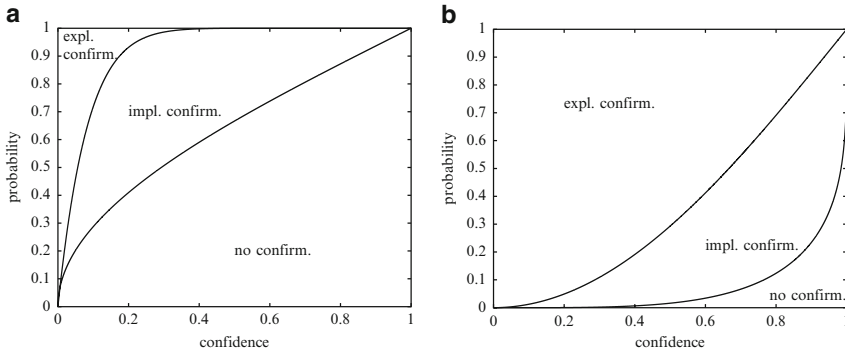 a
1
0.9
0.8
0.7
0.6
0.5
0.4
0.3
0.2
0.1
0
probability
expl.
confirm.
impl. confirm.
no confirm.
0 0.2 0.4 0.6 0.8 1
confidence
b
1
0.9
0.8
0.7
0.6
0.5
0.4
0.3
0.2
0.1
0
probability
expl. confirm.
impl. confirm.
no confirm.
0 0.2 0.4 0.6 0.8 1
confidence